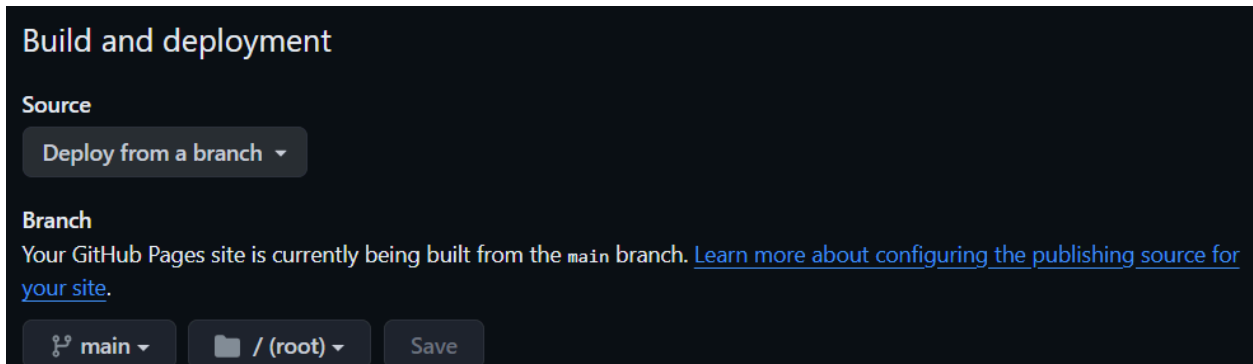 Build and deployment
Source
Deploy from a branch
Branch
Your GitHub Pages site is currently being built from the main branch. Learn more about configuring the publishing source for
your site.
main / (root) Save